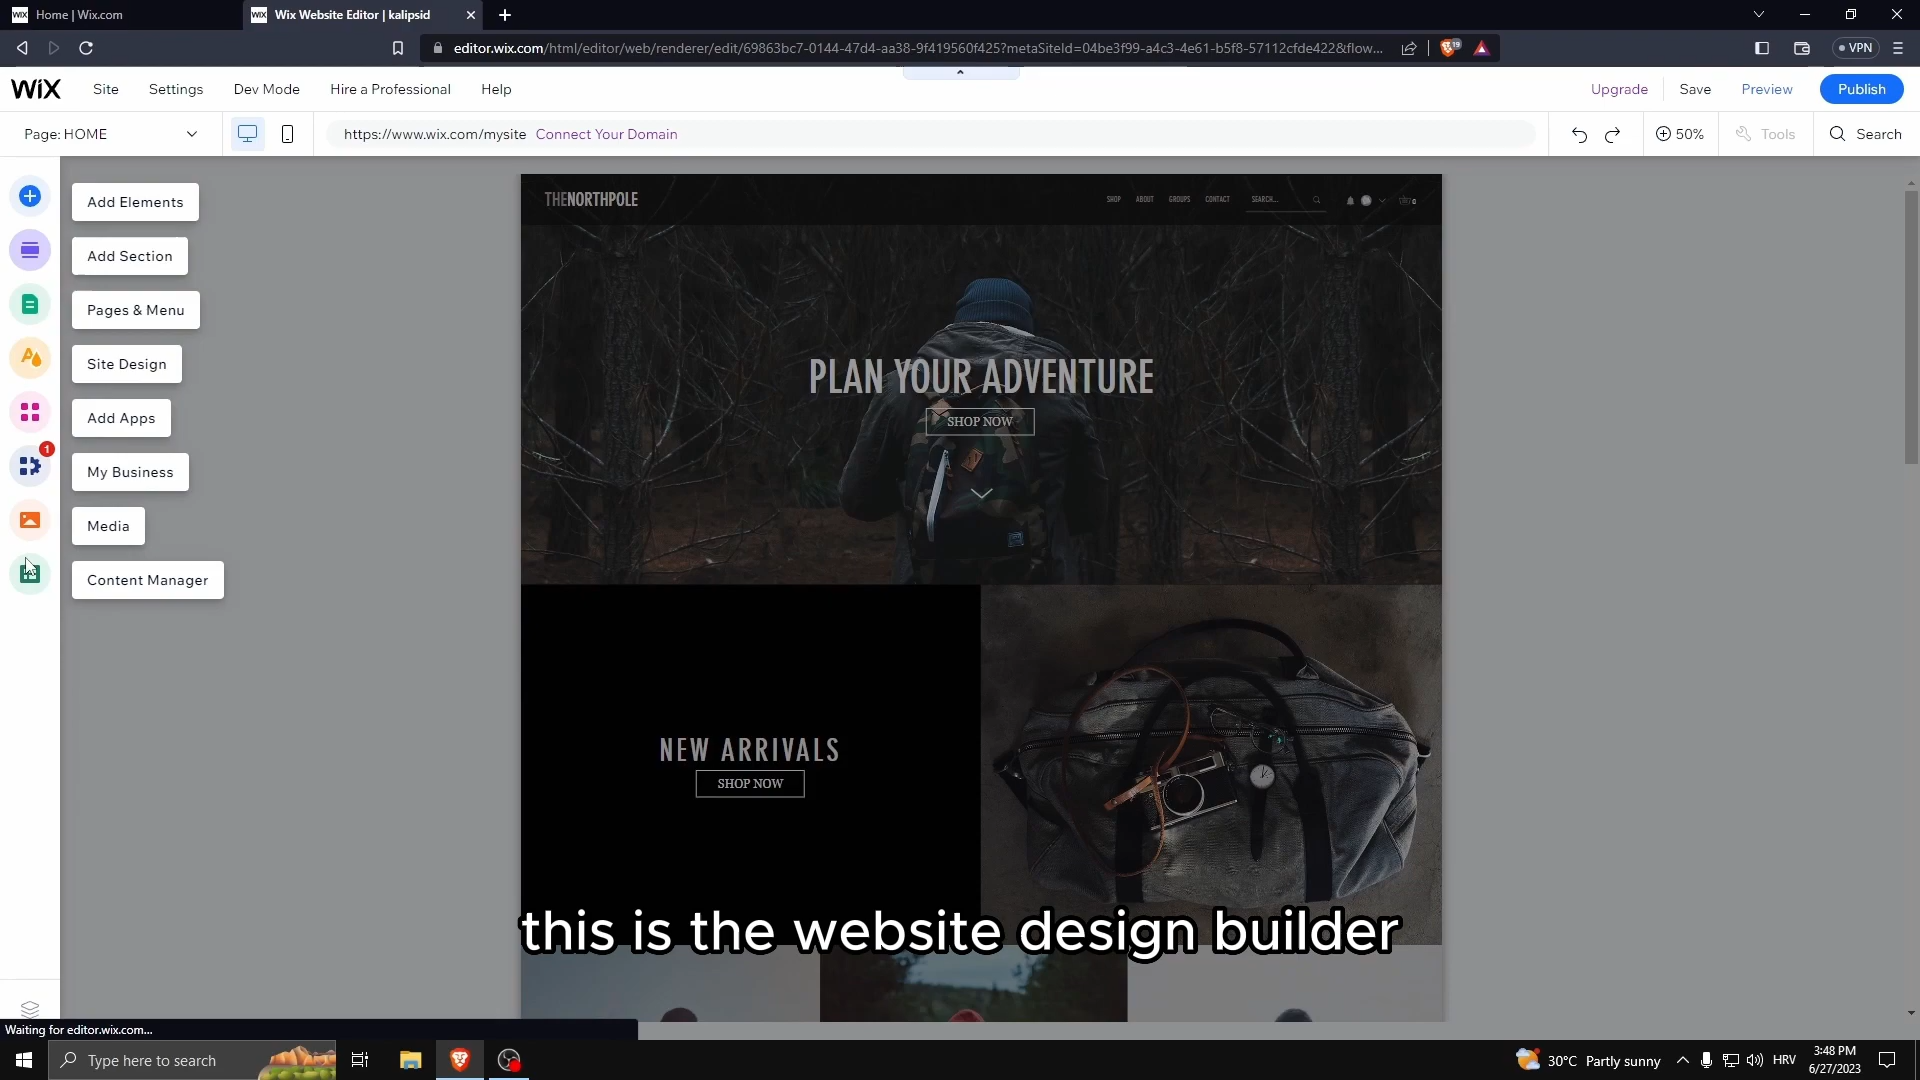 Home | Wix.com
Wix Website Editor | kalipsid
editor.wix.com/html/editor/web/renderer/edit/69863bc7-0144-47d4-aa38-9f419560f425?metaSiteId=04be3f99-a4c3-4e61-b5f8-57112cfde422&flow...
19
VPN
WiX Site Settings Dev Mode Hire a Professional Help Upgrade Save Preview Publish
Page: HOME https://www.wix.com/mysite Connect Your Domain 50% Tools Search
Add Elements
Add Section
Pages & Menu
Site Design
Add Apps
1
My Business
Media
Content Manager
THENORTHPOLE SHOP ABOUT GROUPS CONTACT SEARCH... 0
PLAN YOUR ADVENTURE
SHOP NOW
NEW ARRIVALS
SHOP NOW
this is the website design builder
Waiting for editor.wix.com...
Type here to search
30°C Partly sunny
HRV
3:48 PM
6/27/2023